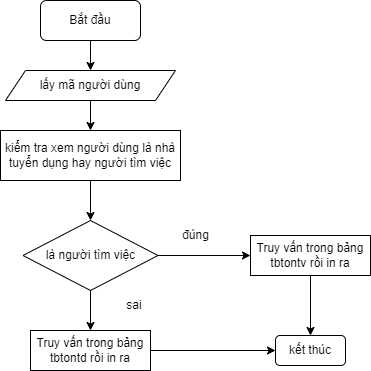 Bắt đầu
lấy mã người dùng
kiểm tra xem người dùng là nhà
tuyển dụng hay người tìm việc
là người tìm việc
đúng
Truy vấn trong bảng
tbtontv rồi in ra
sai
Truy vấn trong bảng
tbtontd rồi in ra
kết thúc